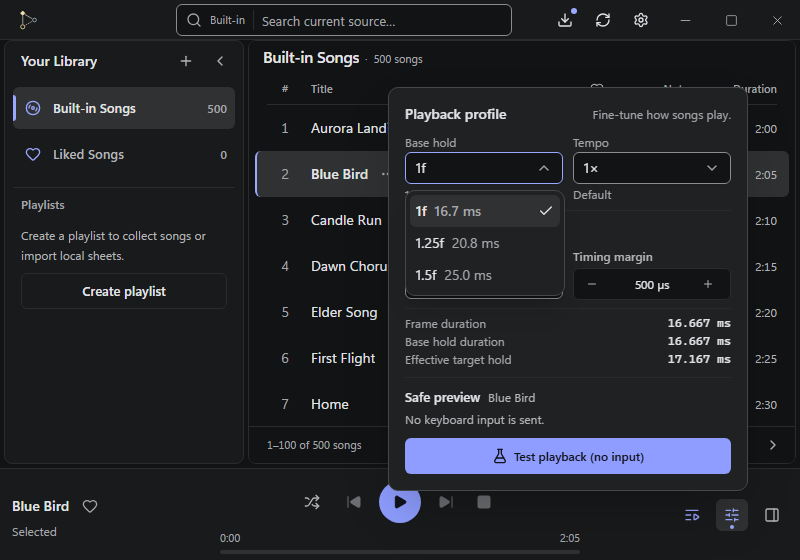 Built-in
Search current source...
Your Library
Built-in Songs 500
Liked Songs 0
Playlists
Create a playlist to collect songs or
import local sheets.
Create playlist
Built-in Songs · 500 songs
# Title
1 Aurora Land 2:00
2 Blue Bird 2:05
3 Candle Run 2:10
4 Dawn Choru 2:15
5 Elder Song 2:20
6 First Flight 2:25
7 Home 2:30
1–100 of 500 songs
Playback profile
Fine-tune how songs play.
Base hold
1f
Tempo
1×
Default
1f 16.7 ms
1.25f 20.8 ms
1.5f 25.0 ms
Timing margin
− 500 µs +
Frame duration 16.667 ms
Base hold duration 16.667 ms
Effective target hold 17.167 ms
Safe preview Blue Bird
No keyboard input is sent.
Test playback (no input)
Blue Bird
Selected
0:00
2:05